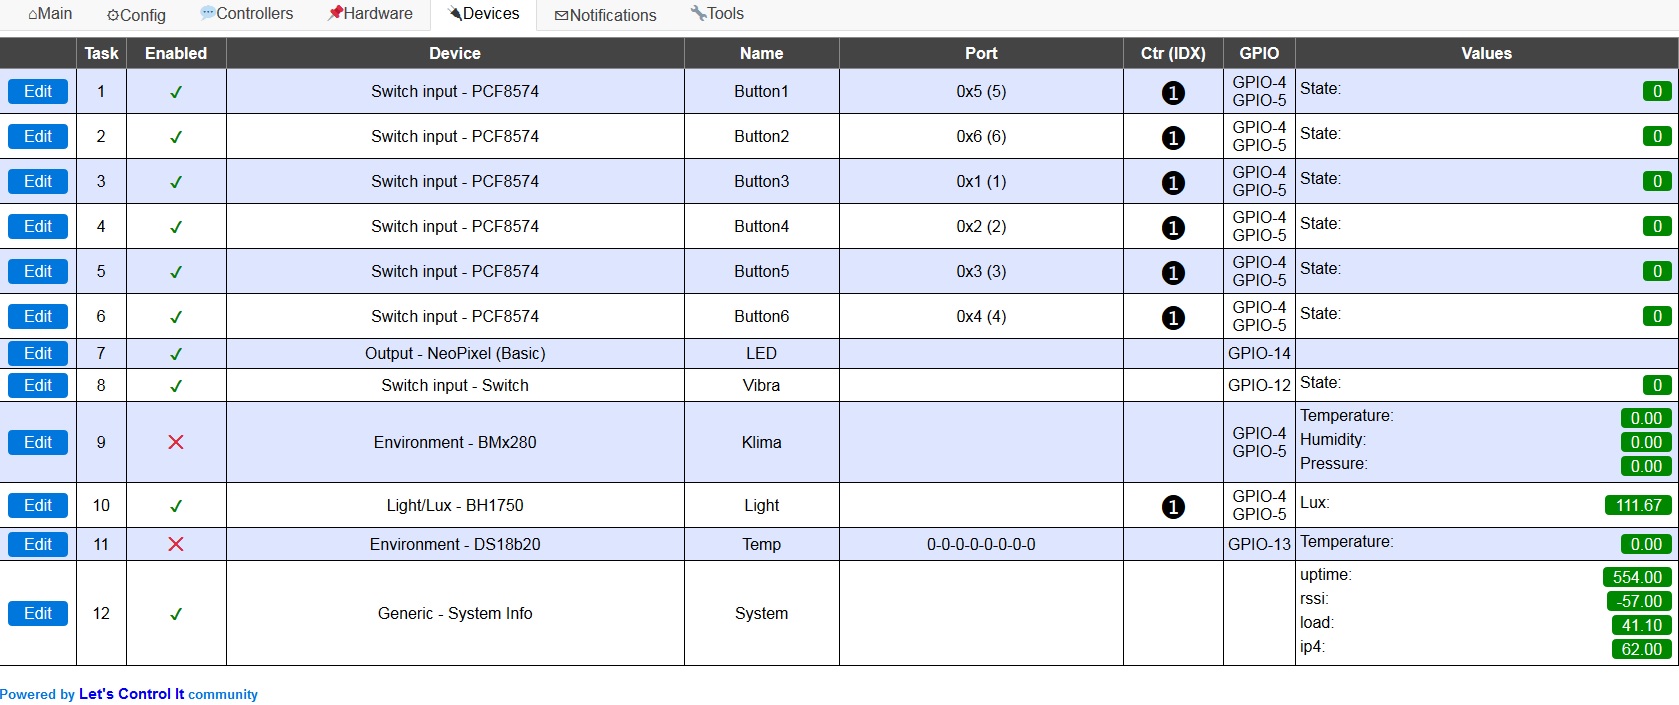 ⌂Main ⚙Config 💬Controllers 📌Hardware 🔌Devices ✉Notifications 🔧Tools
Task Enabled Device Name Port Ctr (IDX) GPIO Values
Edit 1 ✓ Switch input - PCF8574 Button1 0x5 (5) ❶ GPIO-4 GPIO-5 State: 0
Edit 2 ✓ Switch input - PCF8574 Button2 0x6 (6) ❶ GPIO-4 GPIO-5 State: 0
Edit 3 ✓ Switch input - PCF8574 Button3 0x1 (1) ❶ GPIO-4 GPIO-5 State: 0
Edit 4 ✓ Switch input - PCF8574 Button4 0x2 (2) ❶ GPIO-4 GPIO-5 State: 0
Edit 5 ✓ Switch input - PCF8574 Button5 0x3 (3) ❶ GPIO-4 GPIO-5 State: 0
Edit 6 ✓ Switch input - PCF8574 Button6 0x4 (4) ❶ GPIO-4 GPIO-5 State: 0
Edit 7 ✓ Output - NeoPixel (Basic) LED GPIO-14
Edit 8 ✓ Switch input - Switch Vibra GPIO-12 State: 0
Edit 9 ✗ Environment - BMx280 Klima GPIO-4 GPIO-5 Temperature: 0.00
Humidity: 0.00
Pressure: 0.00
Edit 10 ✓ Light/Lux - BH1750 Light ❶ GPIO-4 GPIO-5 Lux: 111.67
Edit 11 ✗ Environment - DS18b20 Temp 0-0-0-0-0-0-0-0 GPIO-13 Temperature: 0.00
Edit 12 ✓ Generic - System Info System uptime: 554.00
rssi: -57.00
load: 41.10
ip4: 62.00
Powered by Let's Control It community